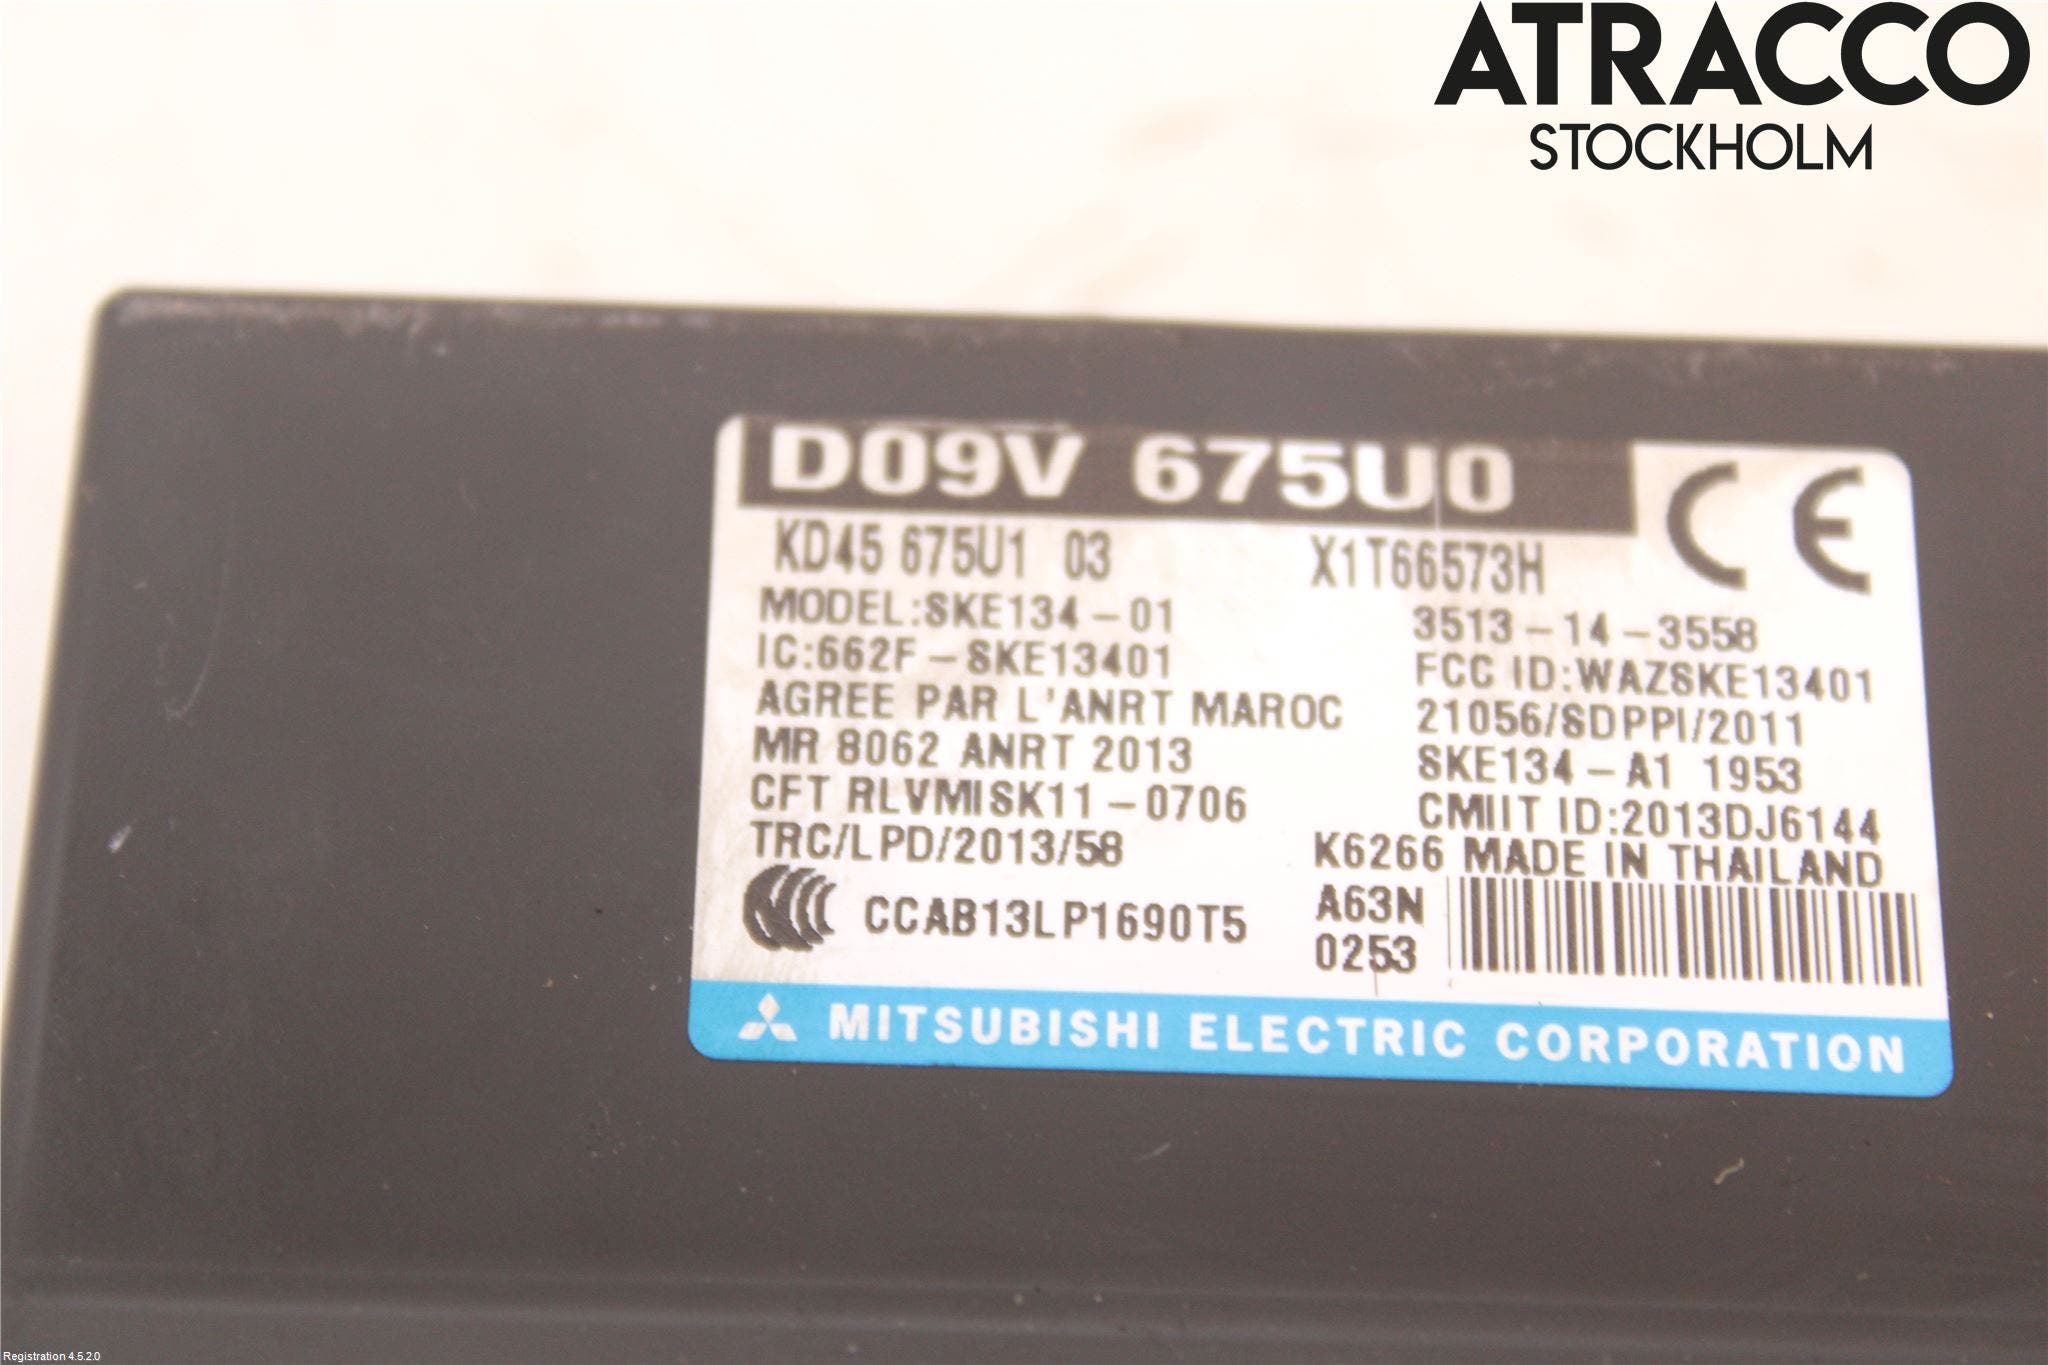 ATRACCO
STOCKHOLM
D09V 675U0
CE
KD45 675U1 03 X1T66573H
MODEL:SKE134-01 3513-14-3558
IC:662F-SKE13401 FCC ID:WAZSKE13401
AGREE PAR L'ANRT MAROC 21056/SDPPI/2011
MR 8062 ANRT 2013 SKE134-A1 1953
CFT RLVMISK11-0706 CMIIT ID:2013DJ6144
TRC/LPD/2013/58 K6266 MADE IN THAILAND
CCAB13LP1690T5 A63N
0253
MITSUBISHI ELECTRIC CORPORATION
Registration 4.5.2.0